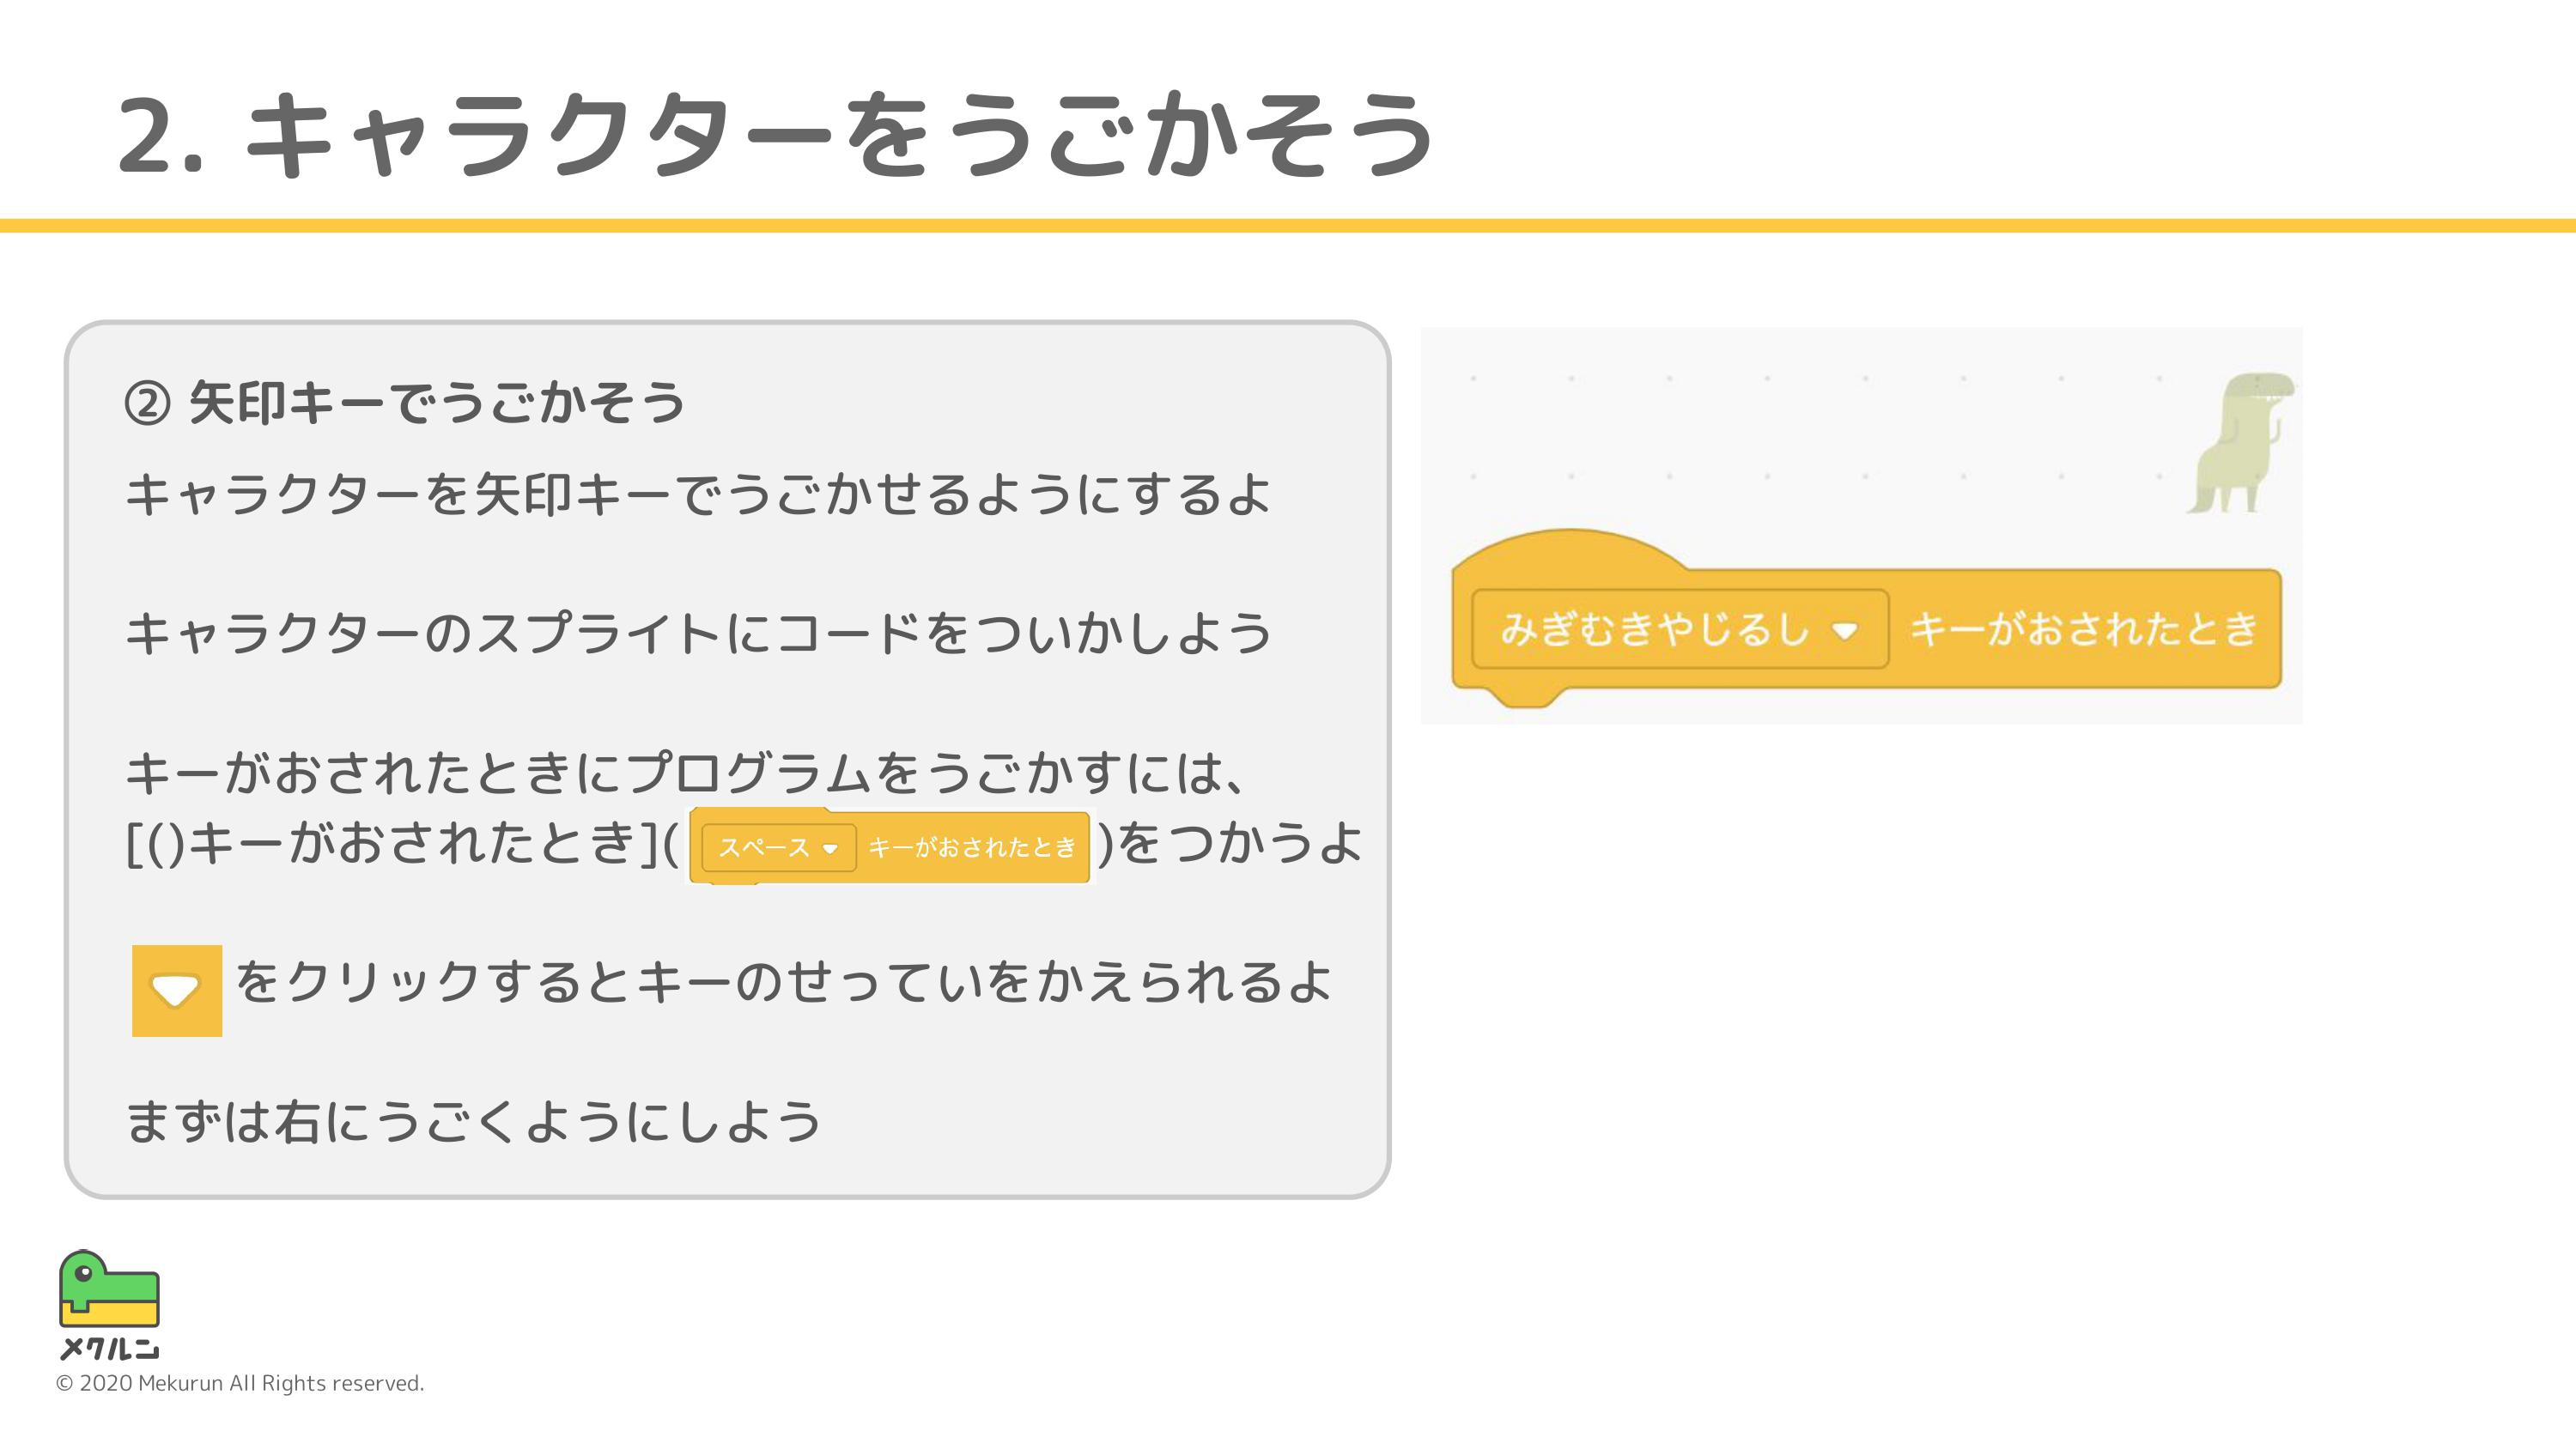 2. キャラクターをうごかそう
② 矢印キーでうごかそう
キャラクターを矢印キーでうごかせるようにするよ
キャラクターのスプライトにコードをついかしよう
キーがおされたときにプログラムをうごかすには、
[()キーがおされたとき](スペース キーがおされたとき)をつかうよ
をクリックするとキーのせっていをかえられるよ
まずは右にうごくようにしよう
みぎむきやじるし キーがおされたとき
メクルン
© 2020 Mekurun All Rights reserved.